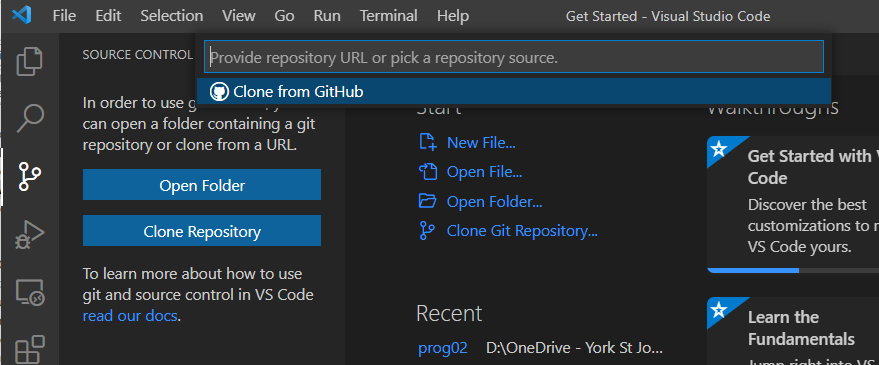 File Edit Selection View Go Run Terminal Help Get Started - Visual Studio Code
SOURCE CONTROL
Provide repository URL or pick a repository source.
Clone from GitHub
In order to use g
can open a folder containing a git
repository or clone from a URL.
Open Folder
Clone Repository
To learn more about how to use
git and source control in VS Code
read our docs.
Start
New File...
Open File...
Open Folder...
Clone Git Repository...
Recent
prog02 D:\OneDrive - York St Jo...
Walkthroughs
Get Started with V
Code
Discover the best
customizations to
VS Code yours.
Learn the
Fundamentals
Jump right into VS